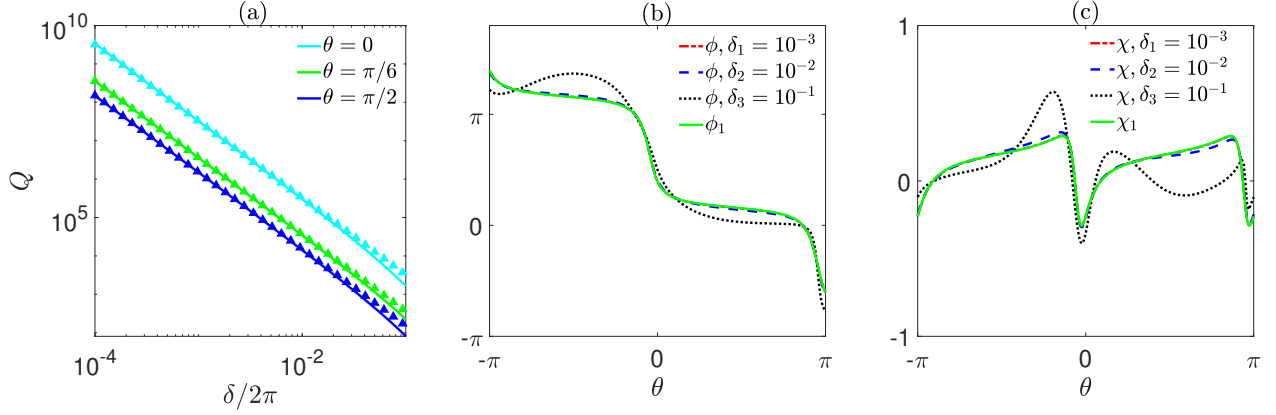 (a)
10^10
10^5
Q
θ = 0
θ = π/6
θ = π/2
10^-4
10^-2
δ/2π
(b)
π
0
-π
φ, δ₁ = 10^-3
φ, δ₂ = 10^-2
φ, δ₃ = 10^-1
φ₁
-π
0
π
θ
(c)
1
0
-1
χ, δ₁ = 10^-3
χ, δ₂ = 10^-2
χ, δ₃ = 10^-1
χ₁
-π
0
π
θ